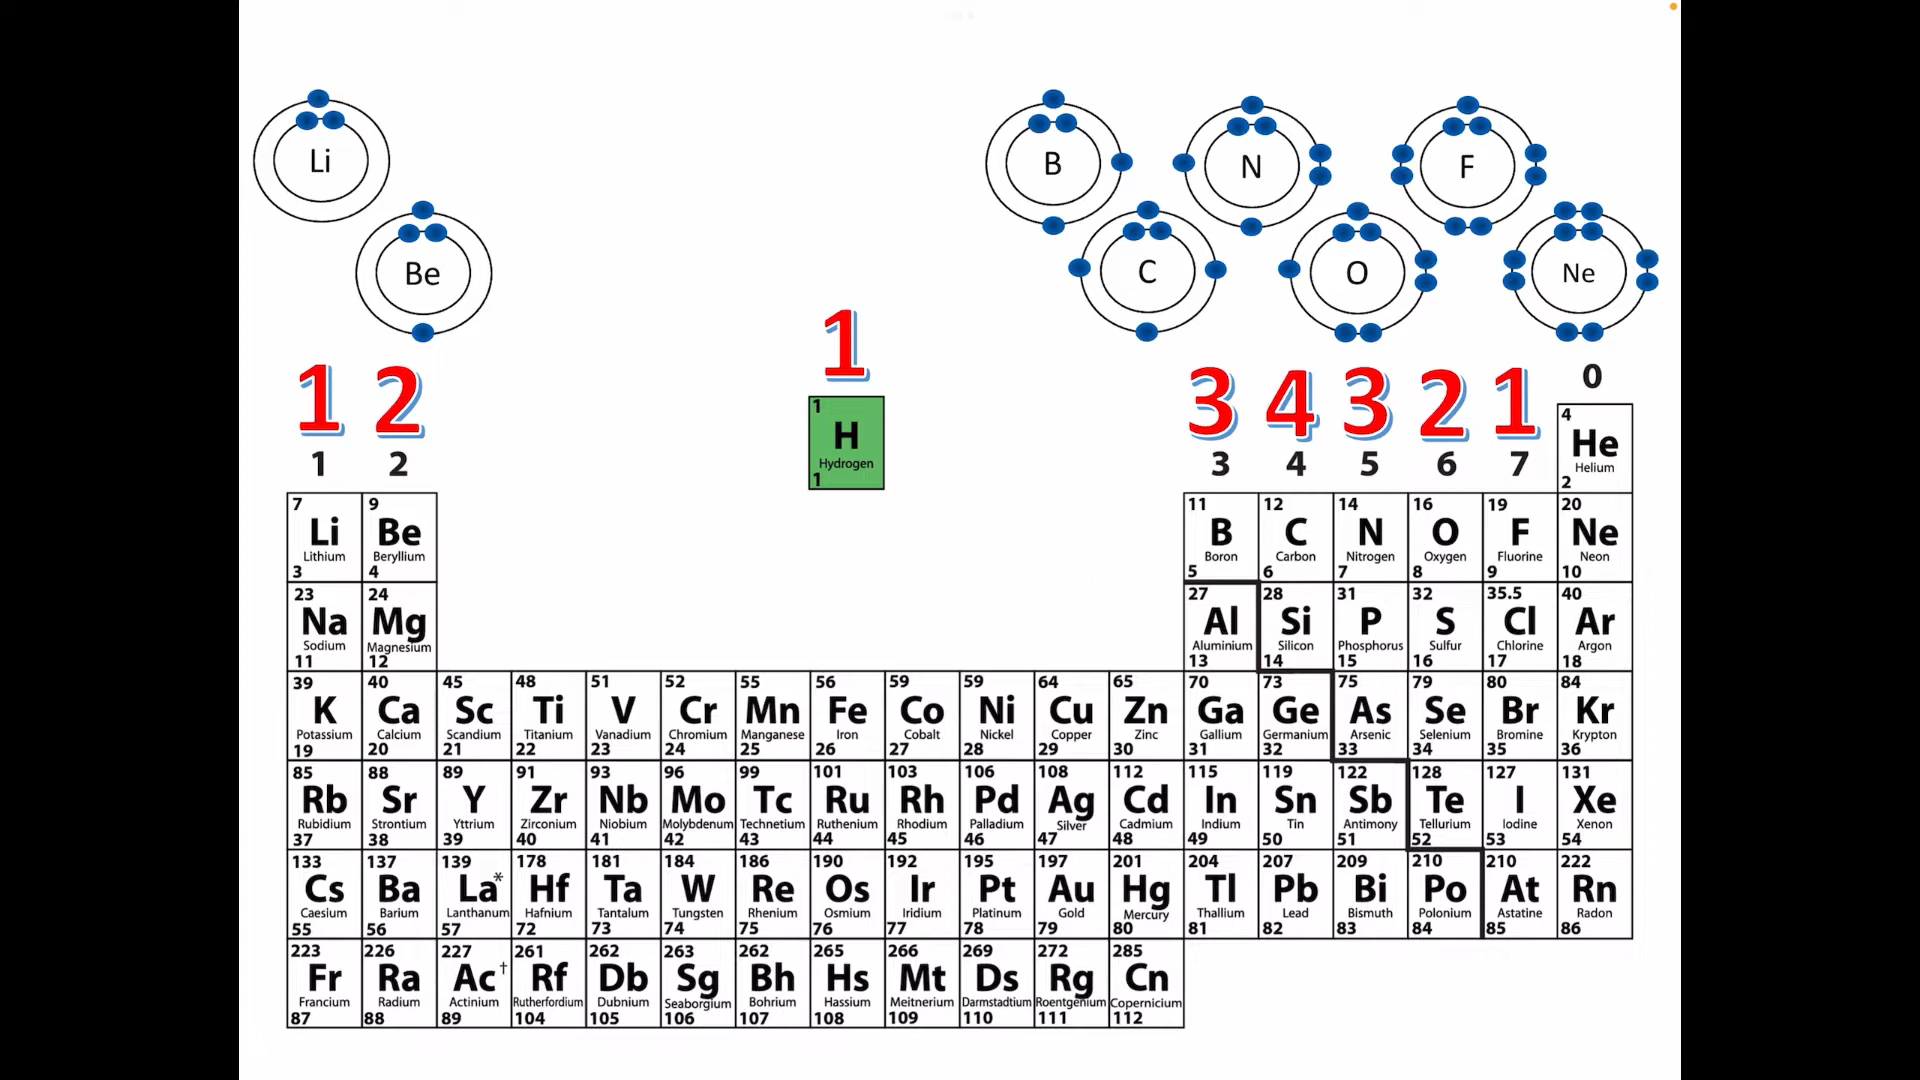 Li
B
N
F
Be
C
O
Ne
1
1 2
3 4 3 2 1
0
1 2
3 4 5 6 7
1
H
Hydrogen
1
4
He
Helium
2
7 9 11 12 14 16 19 20
Li Be B C N O F Ne
Lithium Beryllium Boron Carbon Nitrogen Oxygen Fluorine Neon
3 4 5 6 7 8 9 10
23 24 27 28 31 32 35.5 40
Na Mg Al Si P S Cl Ar
Sodium Magnesium Aluminium Silicon Phosphorus Sulfur Chlorine Argon
11 12 13 14 15 16 17 18
39 40 45 48 51 52 55 56 59 59 64 65 70 73 75 79 80 84
K Ca Sc Ti V Cr Mn Fe Co Ni Cu Zn Ga Ge As Se Br Kr
Potassium Calcium Scandium Titanium Vanadium Chromium Manganese Iron Cobalt Nickel Copper Zinc Gallium Germanium Arsenic Selenium Bromine Krypton
19 20 21 22 23 24 25 26 27 28 29 30 31 32 33 34 35 36
85 88 89 91 93 96 99 101 103 106 108 112 115 119 122 128 127 131
Rb Sr Y Zr Nb Mo Tc Ru Rh Pd Ag Cd In Sn Sb Te I Xe
Rubidium Strontium Yttrium Zirconium Niobium Molybdenum Technetium Ruthenium Rhodium Palladium Silver Cadmium Indium Tin Antimony Tellurium Iodine Xenon
37 38 39 40 41 42 43 44 45 46 47 48 49 50 51 52 53 54
133 137 139 178 181 184 186 190 192 195 197 201 204 207 209 210 210 222
Cs Ba La* Hf Ta W Re Os Ir Pt Au Hg Tl Pb Bi Po At Rn
Caesium Barium Lanthanum Hafnium Tantalum Tungsten Rhenium Osmium Iridium Platinum Gold Mercury Thallium Lead Bismuth Polonium Astatine Radon
55 56 57 72 73 74 75 76 77 78 79 80 81 82 83 84 85 86
223 226 227 261 262 263 262 265 266 269 272 285
Fr Ra Ac† Rf Db Sg Bh Hs Mt Ds Rg Cn
Francium Radium Actinium Rutherfordium Dubnium Seaborgium Bohrium Hassium Meitnerium Darmstadtium Roentgenium Copernicium
87 88 89 104 105 106 107 108 109 110 111 112